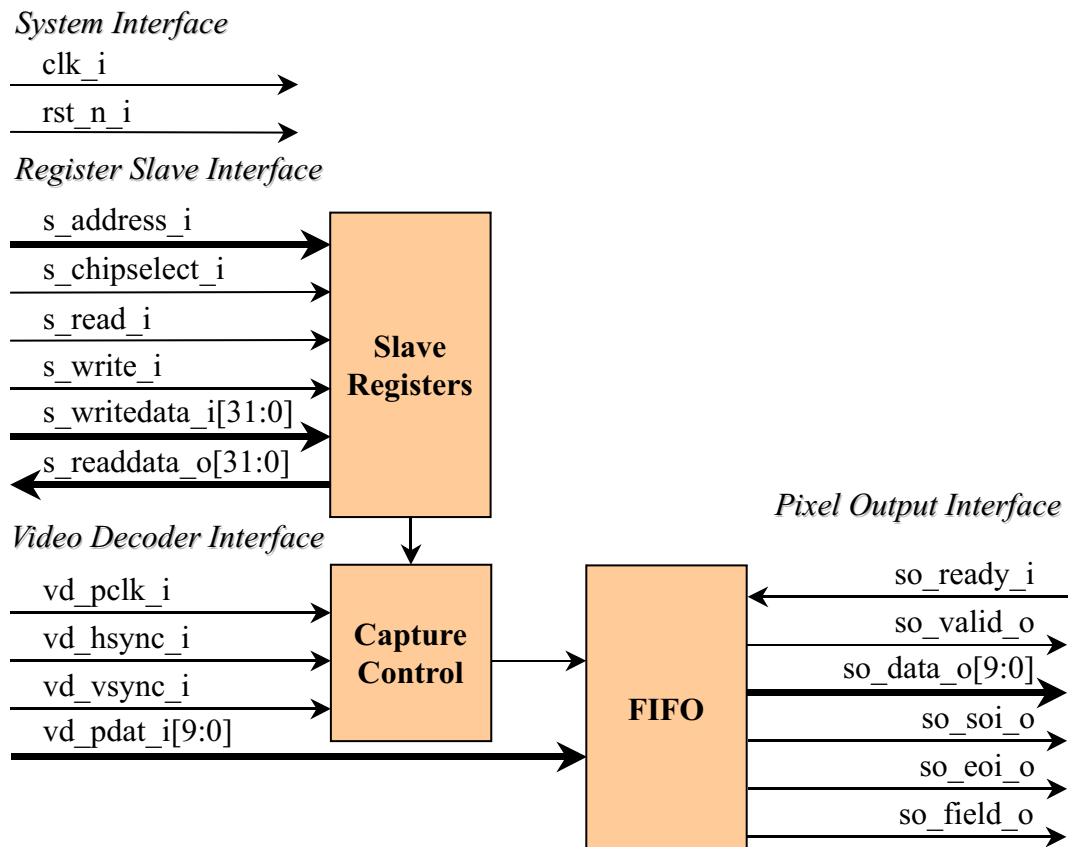 System Interface
clk_i
rst_n_i
Register Slave Interface
s_address_i
s_chipselect_i
s_read_i
s_write_i
s_writedata_i[31:0]
s_readdata_o[31:0]
Slave
Registers
Video Decoder Interface
vd_pclk_i
vd_hsync_i
vd_vsync_i
vd_pdat_i[9:0]
Capture
Control
FIFO
Pixel Output Interface
so_ready_i
so_valid_o
so_data_o[9:0]
so_soi_o
so_eoi_o
so_field_o